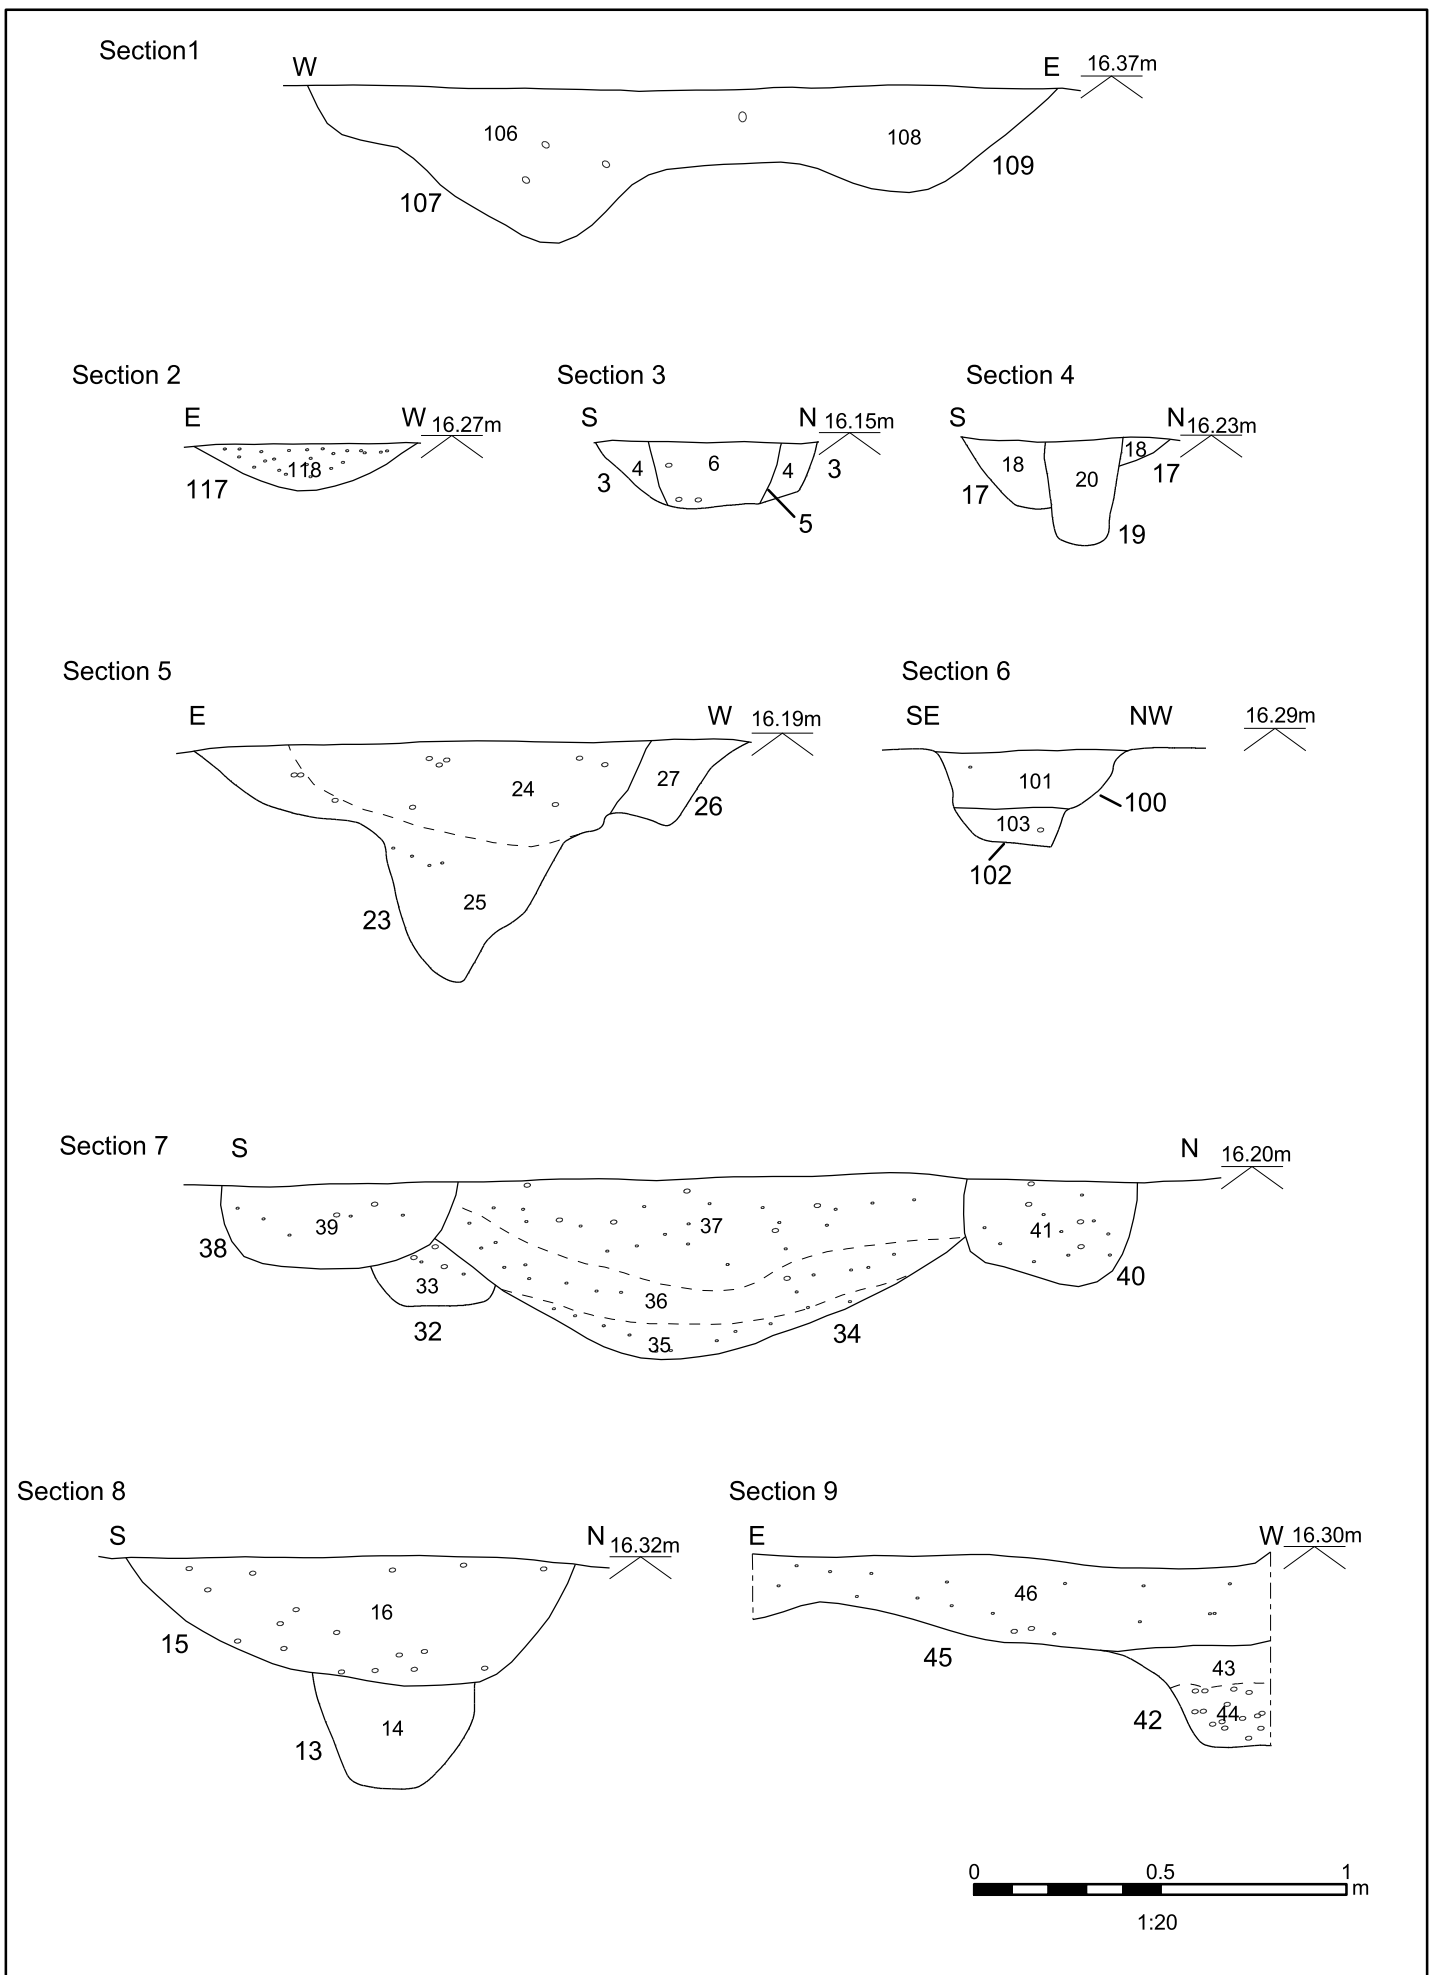 Section1
W E 16.37m
106 108
107 109
Section 2 Section 3 Section 4
E W 16.27m S N 16.15m S N 16.23m
118 4 6 4 18 20 18
117 3 3 5 17 17 19
Section 5 Section 6
E W 16.19m SE NW 16.29m
24 27 101
26 100
25 103
23 102
Section 7 S N 16.20m
39 37 41
38 33 36 40
32 35 34
Section 8 Section 9
S N 16.32m E W 16.30m
16 46
15 45 43
14 42 44
13
0 0.5 1
m
1:20